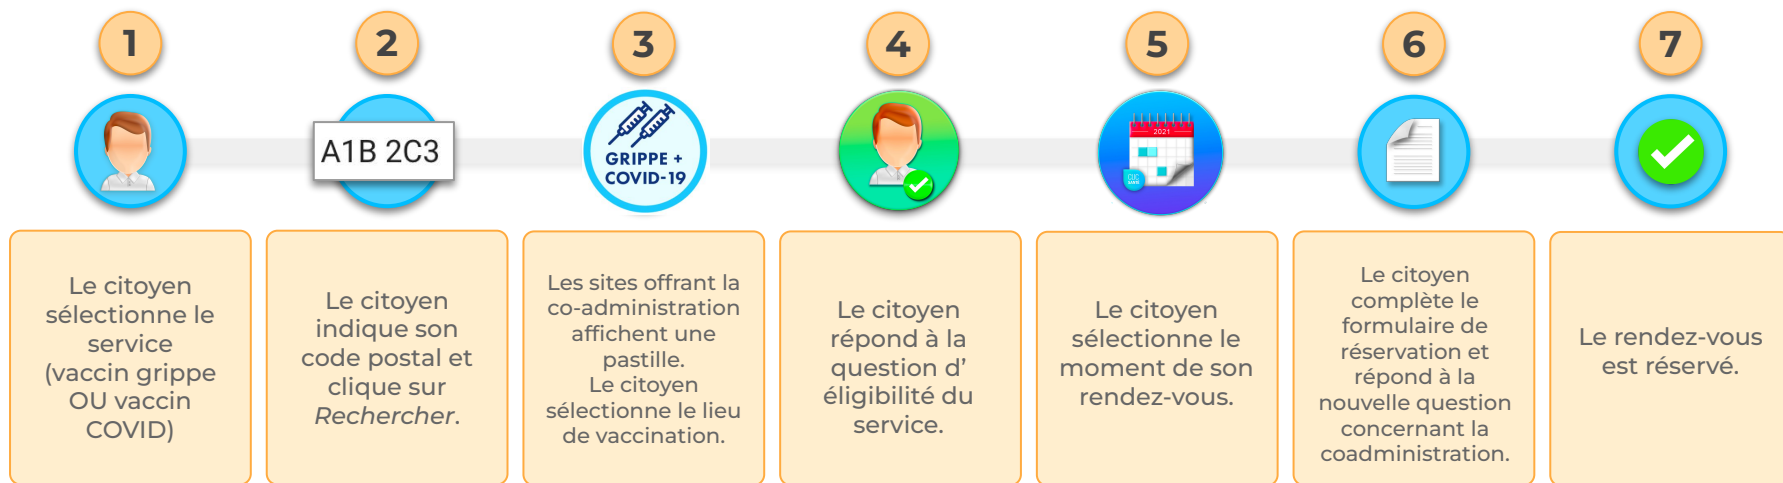 1
2
3
4
5
6
7
A1B 2C3
GRIPPE +
COVID-19
2021
CLIC
SANTÉ
Le citoyen
sélectionne le
service
(vaccin grippe
OU vaccin
COVID)
Le citoyen
indique son
code postal et
clique sur
Rechercher.
Les sites offrant la
co-administration
affichent une
pastille.
Le citoyen
sélectionne le lieu
de vaccination.
Le citoyen
répond à la
question d’
éligibilité du
service.
Le citoyen
sélectionne le
moment de son
rendez-vous.
Le citoyen
complète le
formulaire de
réservation et
répond à la
nouvelle question
concernant la
coadministration.
Le rendez-vous
est réservé.